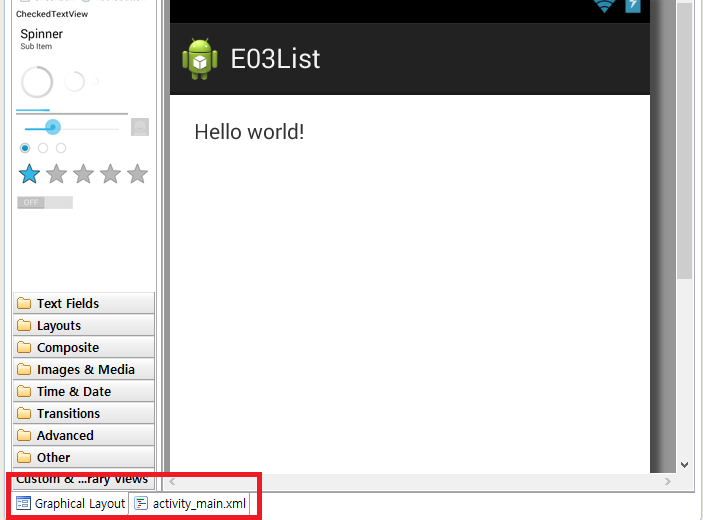 CheckedTextView
Spinner
Sub Item
OFF
Text Fields
Layouts
Composite
Images & Media
Time & Date
Transitions
Advanced
Other
Custom & ...rary Views
Graphical Layout
activity_main.xml
E03List
Hello world!